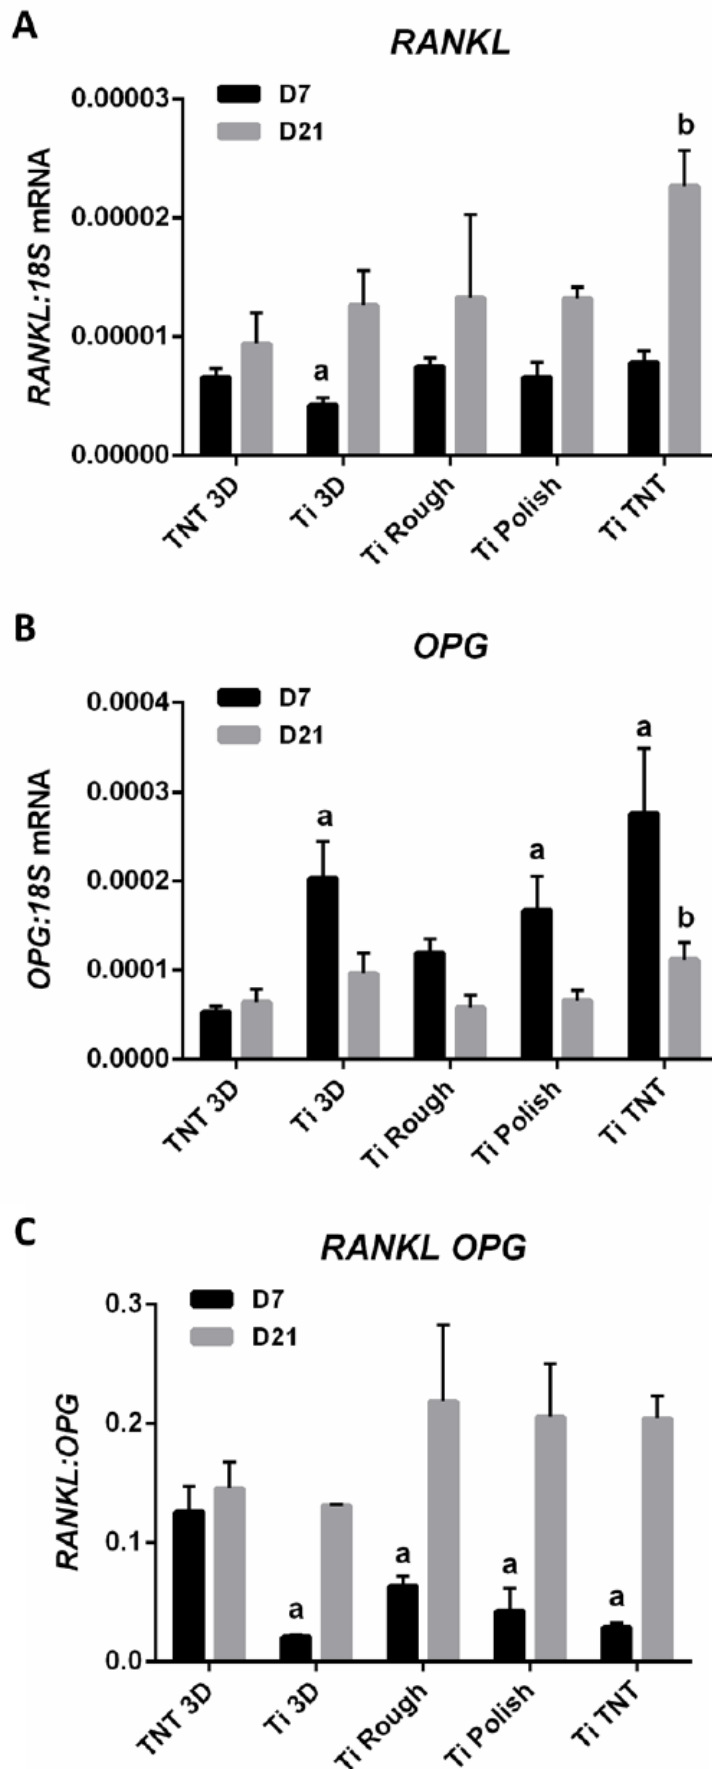 A
RANKL
D7
D21
0.00003
0.00002
0.00001
0.00000
RANKL:18S mRNA
a
b
TNT 3D
Ti 3D
Ti Rough
Ti Polish
Ti TNT
B
OPG
D7
D21
0.0004
0.0003
0.0002
0.0001
0.0000
OPG:18S mRNA
a
a
a
b
TNT 3D
Ti 3D
Ti Rough
Ti Polish
Ti TNT
C
RANKL OPG
D7
D21
0.3
0.2
0.1
0.0
RANKL:OPG
a
a
a
a
TNT 3D
Ti 3D
Ti Rough
Ti Polish
Ti TNT